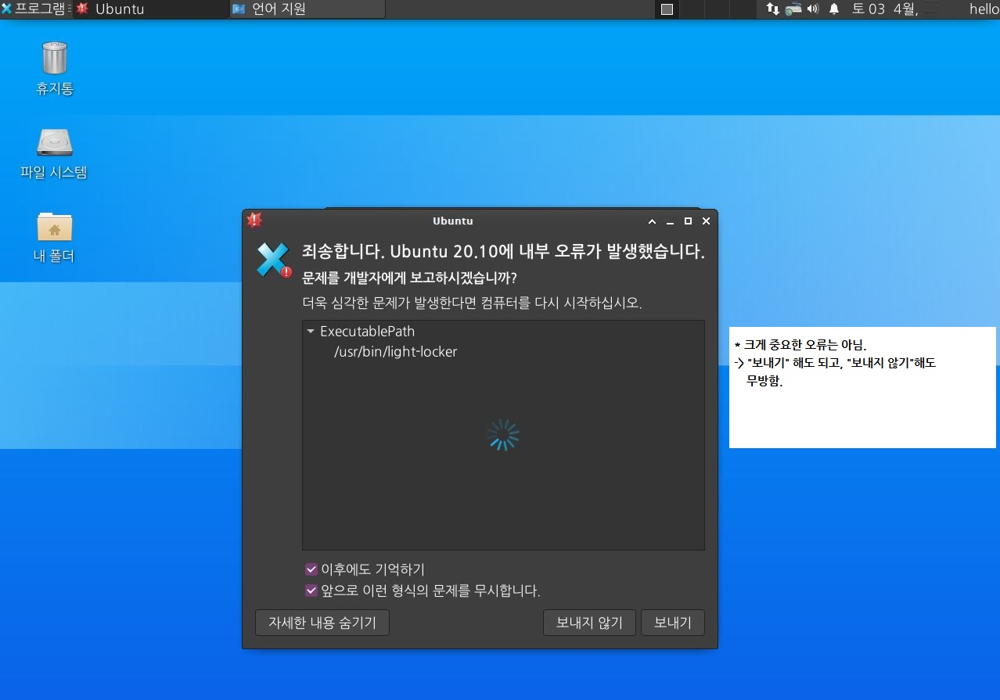 프로그램
Ubuntu
언어 지원
토 03 4월,
hello
휴지통
파일 시스템
내 폴더
Ubuntu
죄송합니다. Ubuntu 20.10에 내부 오류가 발생했습니다.
문제를 개발자에게 보고하시겠습니까?
더욱 심각한 문제가 발생한다면 컴퓨터를 다시 시작하십시오.
ExecutablePath
/usr/bin/light-locker
* 크게 중요한 오류는 아님.
-> "보내기" 해도 되고, "보내지 않기"해도
무방함.
이후에도 기억하기
앞으로 이런 형식의 문제를 무시합니다.
자세한 내용 숨기기
보내지 않기
보내기